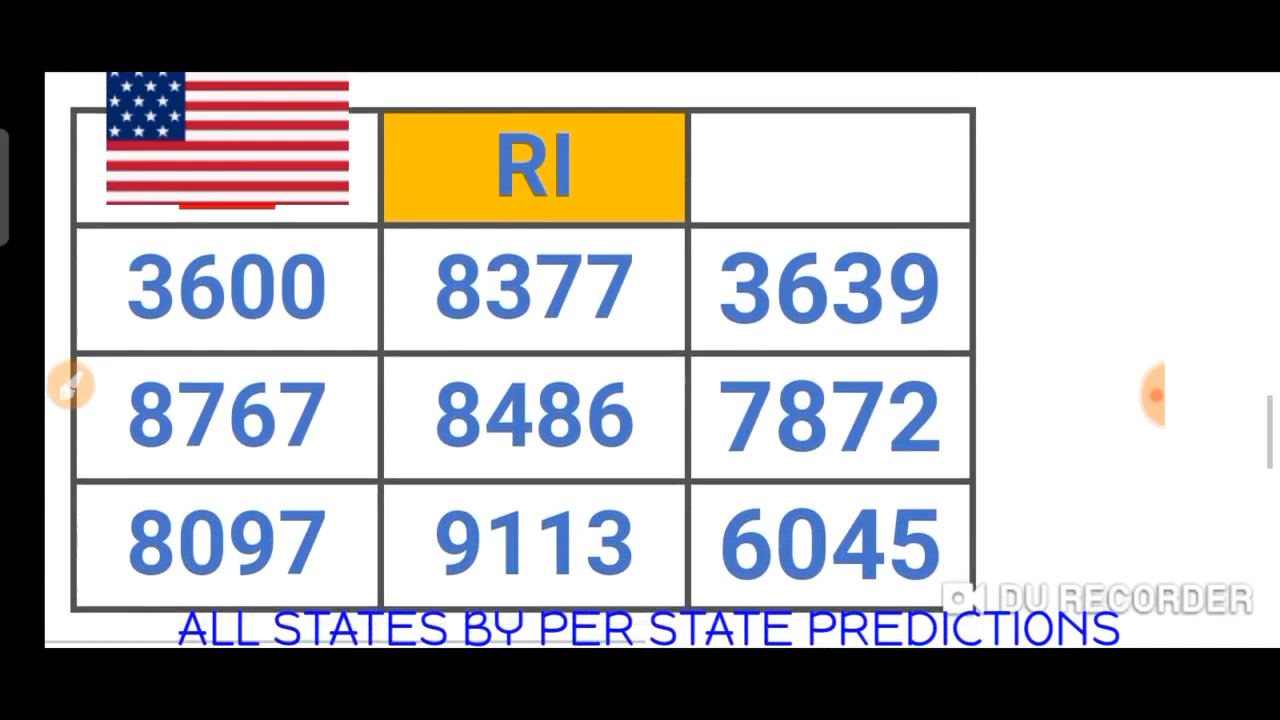 RI
3600 8377 3639
8767 8486 7872
8097 9113 6045
DU RECORDER
ALL STATES BY PER STATE PREDICTIONS